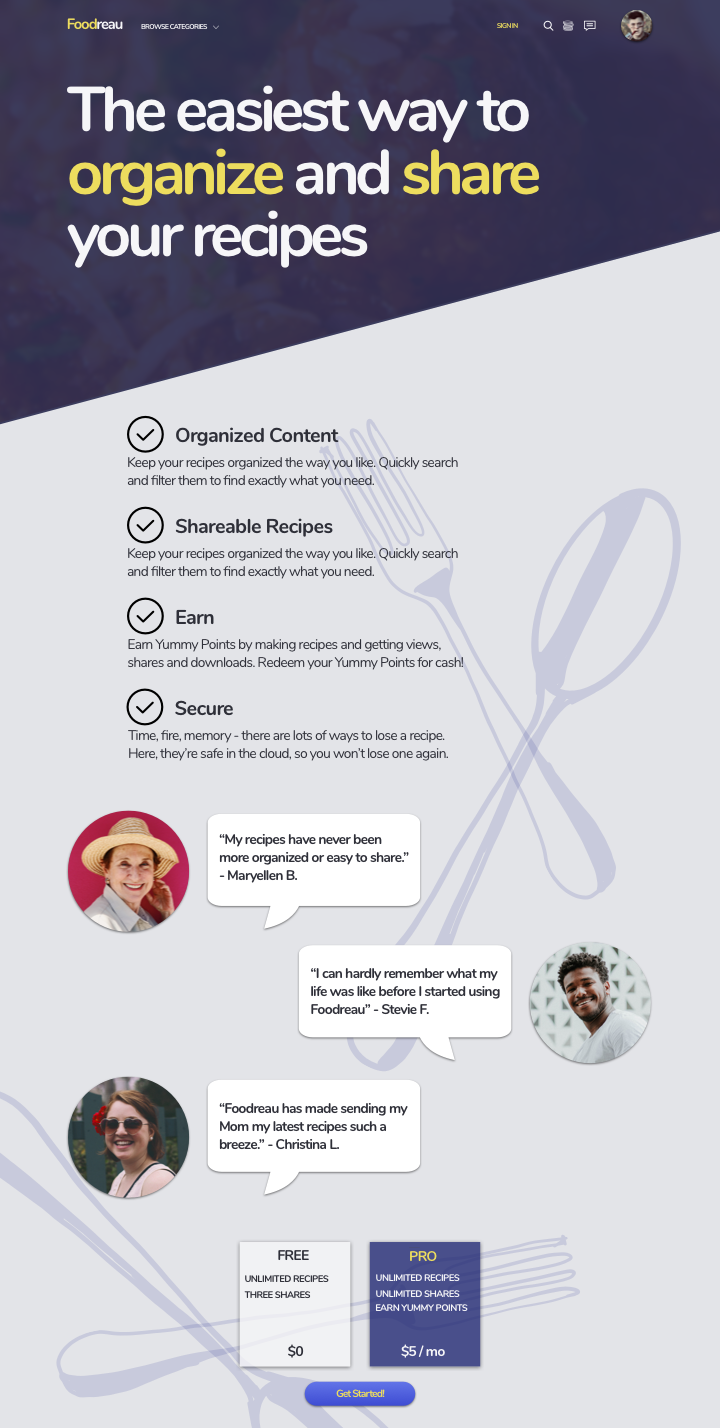 Foodreau
BROWSE CATEGORIES
SIGN IN
The easiest way to
organize and share
your recipes
Organized Content
Keep your recipes organized the way you like. Quickly search
and filter them to find exactly what you need.
Shareable Recipes
Keep your recipes organized the way you like. Quickly search
and filter them to find exactly what you need.
Earn
Earn Yummy Points by making recipes and getting views,
shares and downloads. Redeem your Yummy Points for cash!
Secure
Time, fire, memory - there are lots of ways to lose a recipe.
Here, they're safe in the cloud, so you won't lose one again.
“My recipes have never been
more organized or easy to share.”
- Maryellen B.
“I can hardly remember what my
life was like before I started using
Foodreau” - Stevie F.
“Foodreau has made sending my
Mom my latest recipes such a
breeze.” - Christina L.
FREE
UNLIMITED RECIPES
THREE SHARES
$0
PRO
UNLIMITED RECIPES
UNLIMITED SHARES
EARN YUMMY POINTS
$5 / mo
Get Started!